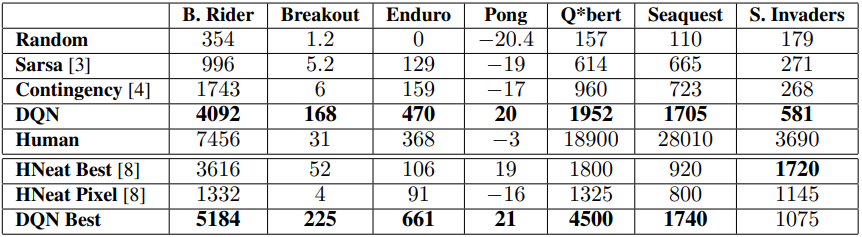 B. Rider Breakout Enduro Pong Q*bert Seaquest S. Invaders
Random 354 1.2 0 −20.4 157 110 179
Sarsa [3] 996 5.2 129 −19 614 665 271
Contingency [4] 1743 6 159 −17 960 723 268
DQN 4092 168 470 20 1952 1705 581
Human 7456 31 368 −3 18900 28010 3690
HNeat Best [8] 3616 52 106 19 1800 920 1720
HNeat Pixel [8] 1332 4 91 −16 1325 800 1145
DQN Best 5184 225 661 21 4500 1740 1075